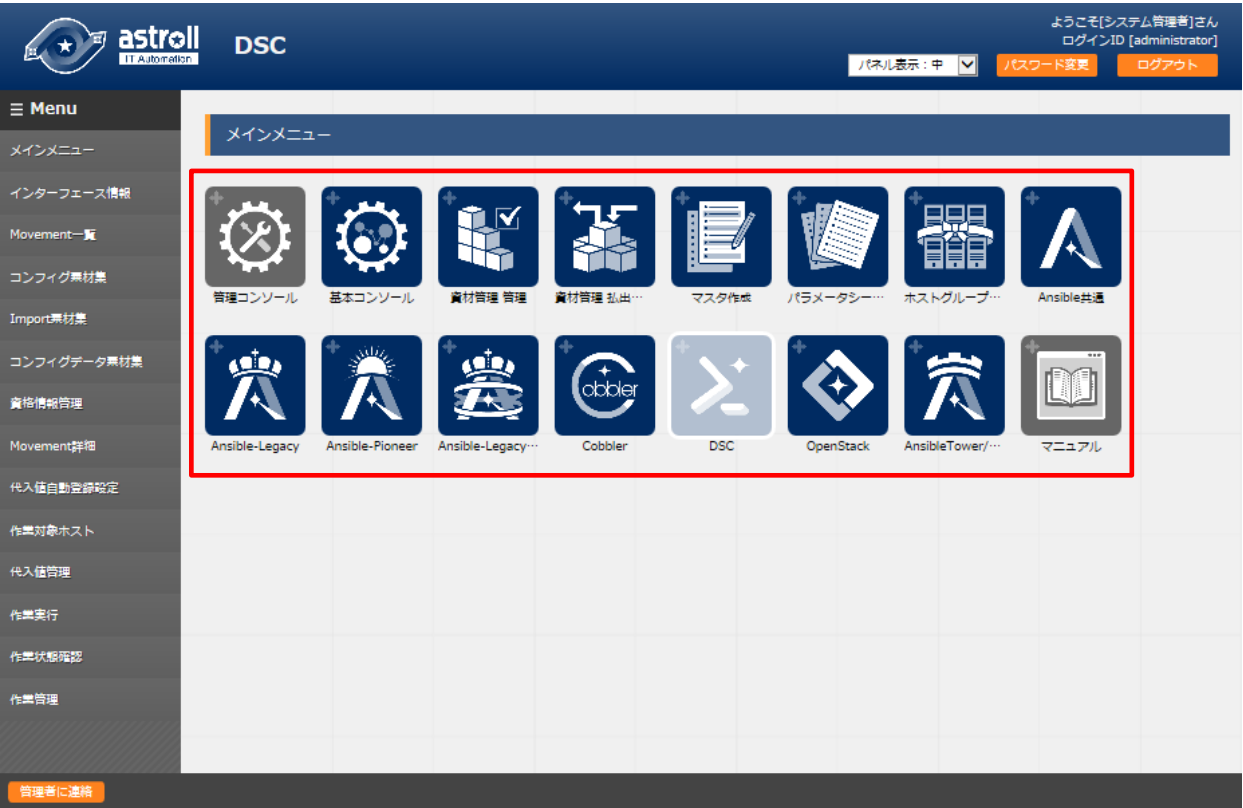 astroll
IT Automation
DSC
ようこそ[システム管理者]さん
ログインID [administrator]
パネル表示：中
パスワード変更
ログアウト
☰ Menu
メインメニュー
インターフェース情報
Movement一覧
コンフィグ素材集
Import素材集
コンフィグデータ素材集
資格情報管理
Movement詳細
代入値自動登録設定
作業対象ホスト
代入値管理
作業実行
作業状態確認
作業管理
メインメニュー
管理コンソール
基本コンソール
資材管理 管理
資材管理 払出…
マスタ作成
パラメータシー…
ホストグループ…
Ansible共通
obbler
Ansible-Legacy
Ansible-Pioneer
Ansible-Legacy…
Cobbler
DSC
OpenStack
AnsibleTower/…
マニュアル
管理者に連絡